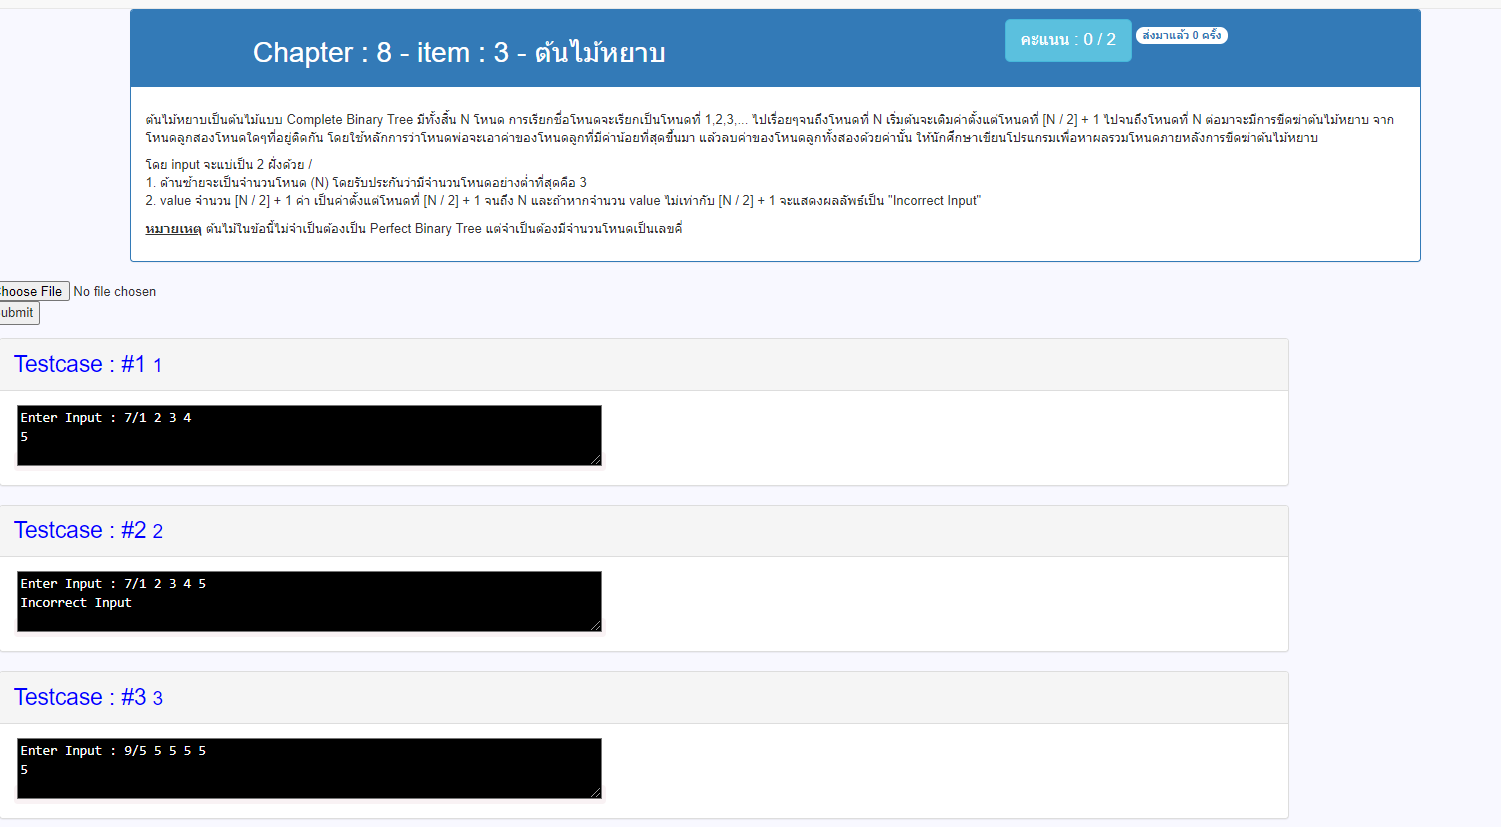 Chapter : 8 - item : 3 - ต้นไม้หยาบ
คะแนน : 0 / 2
ส่งมาแล้ว 0 ครั้ง
ต้นไม้หยาบเป็นต้นไม้แบบ Complete Binary Tree มีทั้งสิ้น N โหนด การเรียกชื่อโหนดจะเรียกเป็นโหนดที่ 1,2,3,... ไปเรื่อยๆจนถึงโหนดที่ N เริ่มต้นจะเติมค่าตั้งแต่โหนดที่ [N / 2] + 1 ไปจนถึงโหนดที่ N ต่อมาจะมีการขีดฆ่าต้นไม้หยาบ จาก
โหนดลูกสองโหนดใดๆที่อยู่ติดกัน โดยใช้หลักการว่าโหนดพ่อจะเอาค่าของโหนดลูกที่มีค่าน้อยที่สุดขึ้นมา แล้วลบค่าของโหนดลูกทั้งสองด้วยค่านั้น ให้นักศึกษาเขียนโปรแกรมเพื่อหาผลรวมโหนดภายหลังการขีดฆ่าต้นไม้หยาบ
โดย input จะแบ่เป็น 2 ฝั่งด้วย /
1. ด้านซ้ายจะเป็นจำนวนโหนด (N) โดยรับประกันว่ามีจำนวนโหนดอย่างต่ำที่สุดคือ 3
2. value จำนวน [N / 2] + 1 ค่า เป็นค่าตั้งแต่โหนดที่ [N / 2] + 1 จนถึง N และถ้าหากจำนวน value ไม่เท่ากับ [N / 2] + 1 จะแสดงผลลัพธ์เป็น "Incorrect Input"
หมายเหตุ ต้นไม้ในข้อนี้ไม่จำเป็นต้องเป็น Perfect Binary Tree แต่จำเป็นต้องมีจำนวนโหนดเป็นเลขคี่
hoose File No file chosen
ubmit
Testcase : #1 1
Enter Input : 7/1 2 3 4
5
Testcase : #2 2
Enter Input : 7/1 2 3 4 5
Incorrect Input
Testcase : #3 3
Enter Input : 9/5 5 5 5 5
5